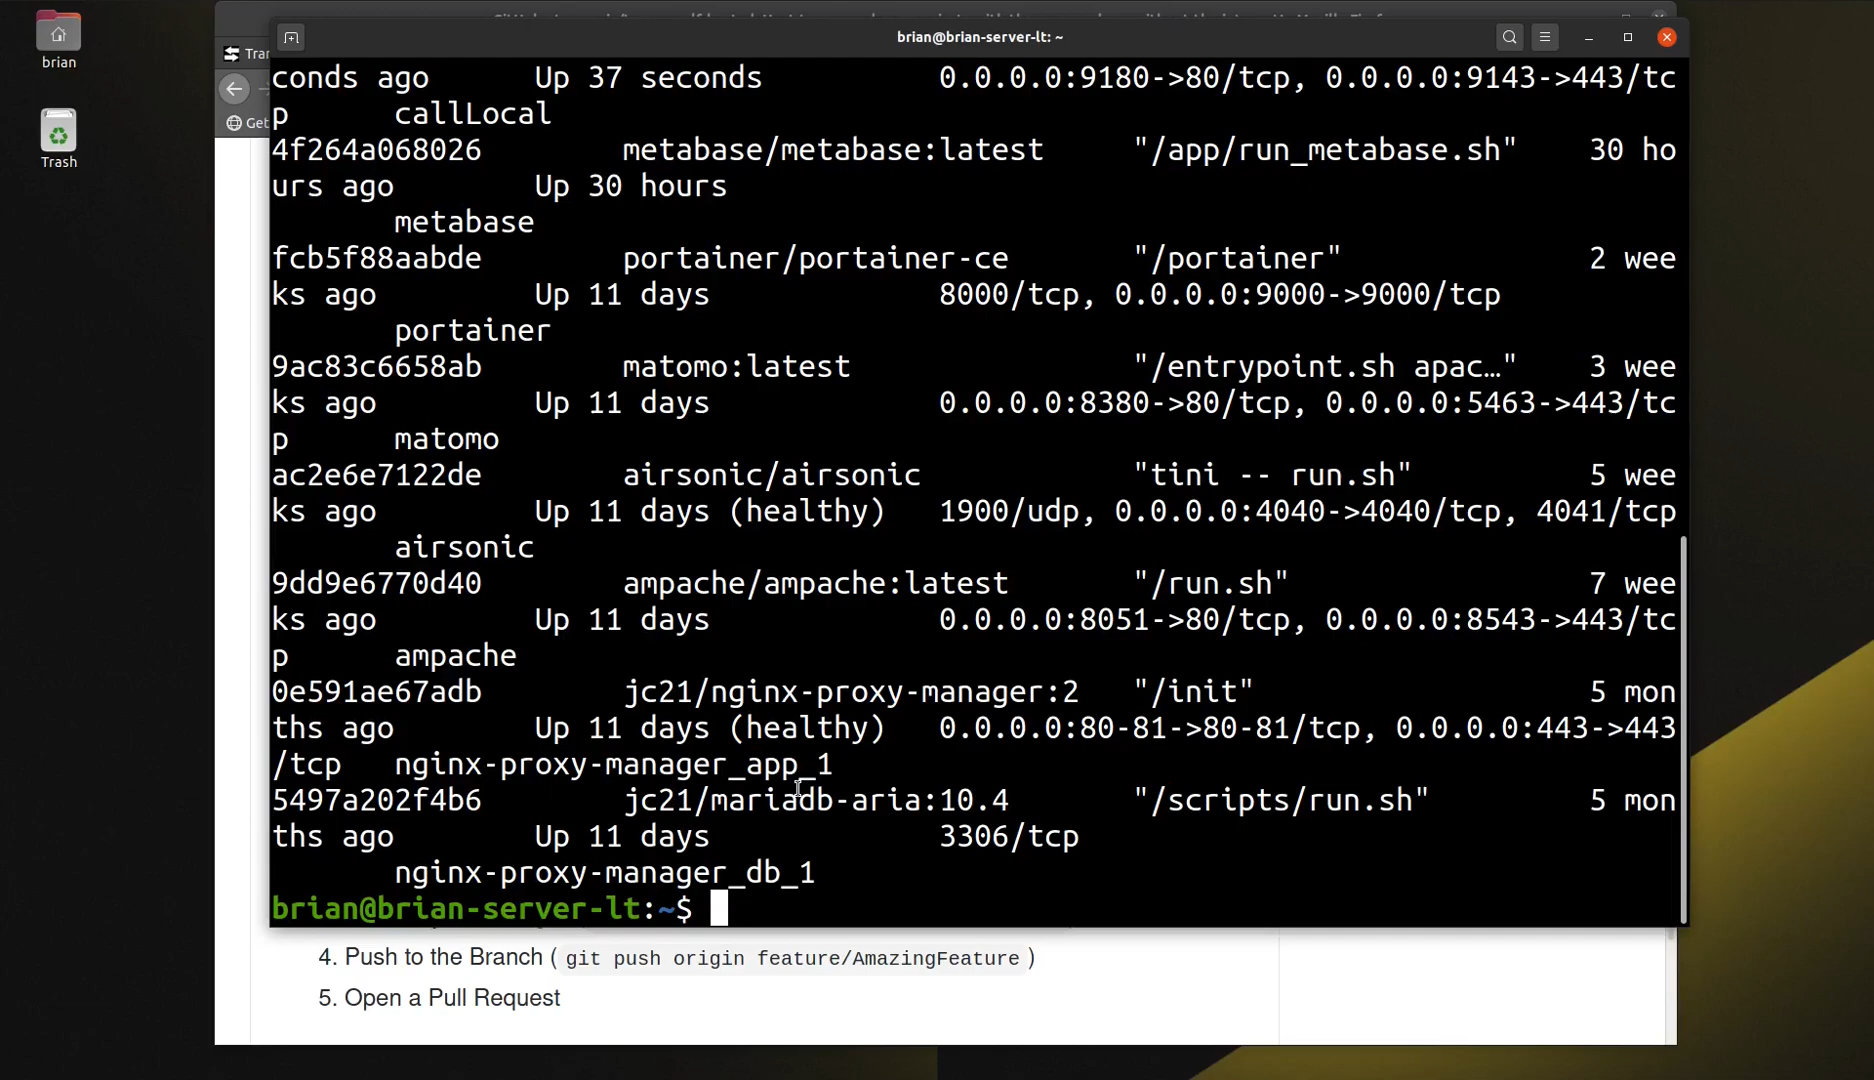 brian
Trash
brian@brian-server-lt: ~
Tran
Get
conds ago Up 37 seconds 0.0.0.0:9180->80/tcp, 0.0.0.0:9143->443/tc
p callLocal
4f264a068026 metabase/metabase:latest "/app/run_metabase.sh" 30 ho
urs ago Up 30 hours
metabase
fcb5f88aabde portainer/portainer-ce "/portainer" 2 wee
ks ago Up 11 days 8000/tcp, 0.0.0.0:9000->9000/tcp
portainer
9ac83c6658ab matomo:latest "/entrypoint.sh apac…" 3 wee
ks ago Up 11 days 0.0.0.0:8380->80/tcp, 0.0.0.0:5463->443/tc
p matomo
ac2e6e7122de airsonic/airsonic "tini -- run.sh" 5 wee
ks ago Up 11 days (healthy) 1900/udp, 0.0.0.0:4040->4040/tcp, 4041/tcp
airsonic
9dd9e6770d40 ampache/ampache:latest "/run.sh" 7 wee
ks ago Up 11 days 0.0.0.0:8051->80/tcp, 0.0.0.0:8543->443/tc
p ampache
0e591ae67adb jc21/nginx-proxy-manager:2 "/init" 5 mon
ths ago Up 11 days (healthy) 0.0.0.0:80-81->80-81/tcp, 0.0.0.0:443->443
/tcp nginx-proxy-manager_app_1
5497a202f4b6 jc21/mariadb-aria:10.4 "/scripts/run.sh" 5 mon
ths ago Up 11 days 3306/tcp
nginx-proxy-manager_db_1
brian@brian-server-lt:~$
4. Push to the Branch ( git push origin feature/AmazingFeature )
5. Open a Pull Request